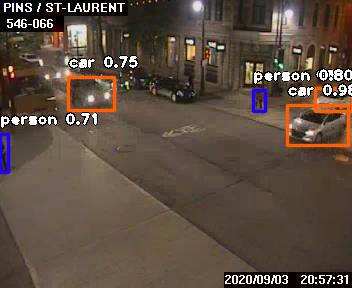 PINS / ST-LAURENT
546-066
car 0.75
person 0.80
car 0.98
person 0.71
2020/09/03 20:57:31